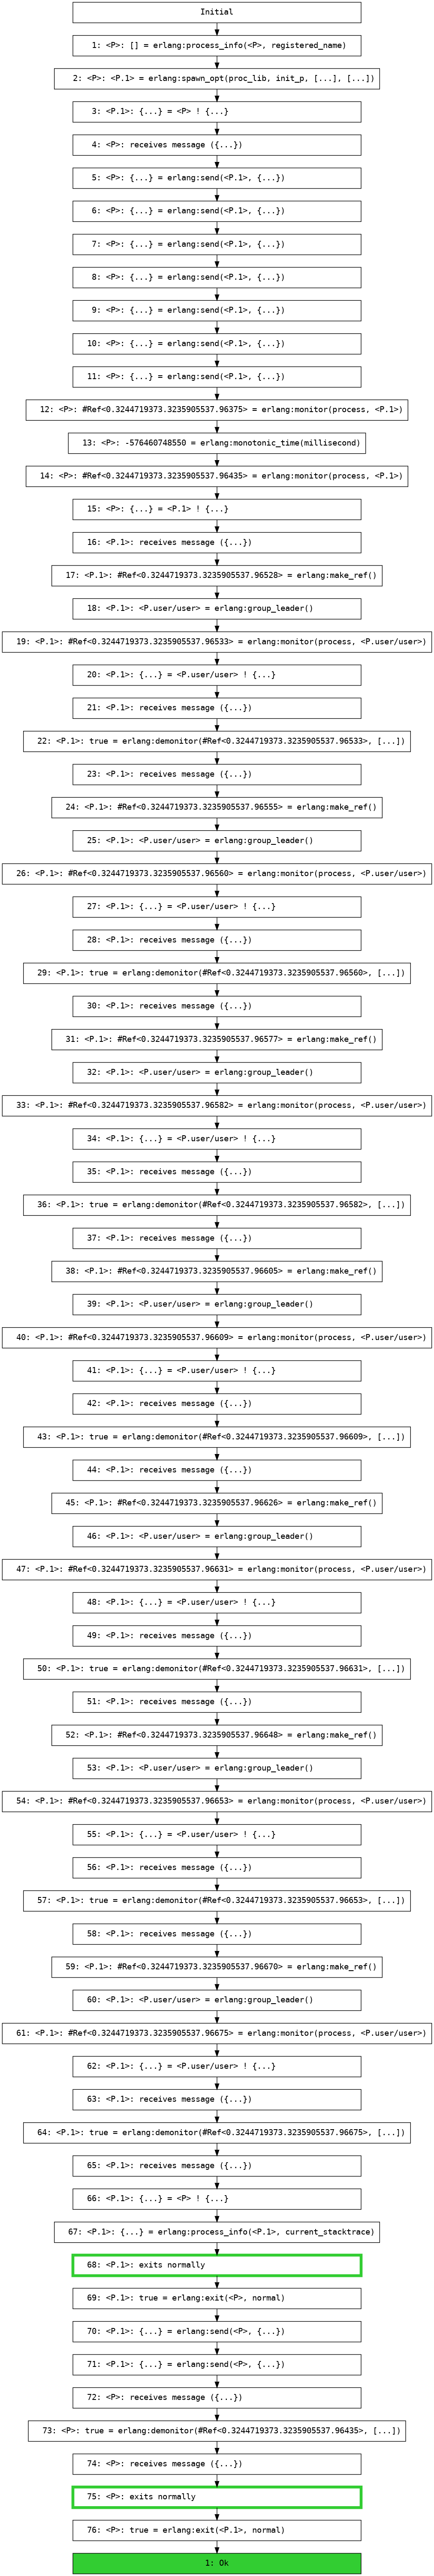 Initial
1: <P>: [] = erlang:process_info(<P>, registered_name)
2: <P>: <P.1> = erlang:spawn_opt(proc_lib, init_p, [...], [...])
3: <P.1>: {...} = <P> ! {...}
4: <P>: receives message ({...})
5: <P>: {...} = erlang:send(<P.1>, {...})
6: <P>: {...} = erlang:send(<P.1>, {...})
7: <P>: {...} = erlang:send(<P.1>, {...})
8: <P>: {...} = erlang:send(<P.1>, {...})
9: <P>: {...} = erlang:send(<P.1>, {...})
10: <P>: {...} = erlang:send(<P.1>, {...})
11: <P>: {...} = erlang:send(<P.1>, {...})
12: <P>: #Ref<0.3244719373.3235905537.96375> = erlang:monitor(process, <P.1>)
13: <P>: -576460748550 = erlang:monotonic_time(millisecond)
14: <P>: #Ref<0.3244719373.3235905537.96435> = erlang:monitor(process, <P.1>)
15: <P>: {...} = <P.1> ! {...}
16: <P.1>: receives message ({...})
17: <P.1>: #Ref<0.3244719373.3235905537.96528> = erlang:make_ref()
18: <P.1>: <P.user/user> = erlang:group_leader()
19: <P.1>: #Ref<0.3244719373.3235905537.96533> = erlang:monitor(process, <P.user/user>)
20: <P.1>: {...} = <P.user/user> ! {...}
21: <P.1>: receives message ({...})
22: <P.1>: true = erlang:demonitor(#Ref<0.3244719373.3235905537.96533>, [...])
23: <P.1>: receives message ({...})
24: <P.1>: #Ref<0.3244719373.3235905537.96555> = erlang:make_ref()
25: <P.1>: <P.user/user> = erlang:group_leader()
26: <P.1>: #Ref<0.3244719373.3235905537.96560> = erlang:monitor(process, <P.user/user>)
27: <P.1>: {...} = <P.user/user> ! {...}
28: <P.1>: receives message ({...})
29: <P.1>: true = erlang:demonitor(#Ref<0.3244719373.3235905537.96560>, [...])
30: <P.1>: receives message ({...})
31: <P.1>: #Ref<0.3244719373.3235905537.96577> = erlang:make_ref()
32: <P.1>: <P.user/user> = erlang:group_leader()
33: <P.1>: #Ref<0.3244719373.3235905537.96582> = erlang:monitor(process, <P.user/user>)
34: <P.1>: {...} = <P.user/user> ! {...}
35: <P.1>: receives message ({...})
36: <P.1>: true = erlang:demonitor(#Ref<0.3244719373.3235905537.96582>, [...])
37: <P.1>: receives message ({...})
38: <P.1>: #Ref<0.3244719373.3235905537.96605> = erlang:make_ref()
39: <P.1>: <P.user/user> = erlang:group_leader()
40: <P.1>: #Ref<0.3244719373.3235905537.96609> = erlang:monitor(process, <P.user/user>)
41: <P.1>: {...} = <P.user/user> ! {...}
42: <P.1>: receives message ({...})
43: <P.1>: true = erlang:demonitor(#Ref<0.3244719373.3235905537.96609>, [...])
44: <P.1>: receives message ({...})
45: <P.1>: #Ref<0.3244719373.3235905537.96626> = erlang:make_ref()
46: <P.1>: <P.user/user> = erlang:group_leader()
47: <P.1>: #Ref<0.3244719373.3235905537.96631> = erlang:monitor(process, <P.user/user>)
48: <P.1>: {...} = <P.user/user> ! {...}
49: <P.1>: receives message ({...})
50: <P.1>: true = erlang:demonitor(#Ref<0.3244719373.3235905537.96631>, [...])
51: <P.1>: receives message ({...})
52: <P.1>: #Ref<0.3244719373.3235905537.96648> = erlang:make_ref()
53: <P.1>: <P.user/user> = erlang:group_leader()
54: <P.1>: #Ref<0.3244719373.3235905537.96653> = erlang:monitor(process, <P.user/user>)
55: <P.1>: {...} = <P.user/user> ! {...}
56: <P.1>: receives message ({...})
57: <P.1>: true = erlang:demonitor(#Ref<0.3244719373.3235905537.96653>, [...])
58: <P.1>: receives message ({...})
59: <P.1>: #Ref<0.3244719373.3235905537.96670> = erlang:make_ref()
60: <P.1>: <P.user/user> = erlang:group_leader()
61: <P.1>: #Ref<0.3244719373.3235905537.96675> = erlang:monitor(process, <P.user/user>)
62: <P.1>: {...} = <P.user/user> ! {...}
63: <P.1>: receives message ({...})
64: <P.1>: true = erlang:demonitor(#Ref<0.3244719373.3235905537.96675>, [...])
65: <P.1>: receives message ({...})
66: <P.1>: {...} = <P> ! {...}
67: <P.1>: {...} = erlang:process_info(<P.1>, current_stacktrace)
68: <P.1>: exits normally
69: <P.1>: true = erlang:exit(<P>, normal)
70: <P.1>: {...} = erlang:send(<P>, {...})
71: <P.1>: {...} = erlang:send(<P>, {...})
72: <P>: receives message ({...})
73: <P>: true = erlang:demonitor(#Ref<0.3244719373.3235905537.96435>, [...])
74: <P>: receives message ({...})
75: <P>: exits normally
76: <P>: true = erlang:exit(<P.1>, normal)
1: Ok